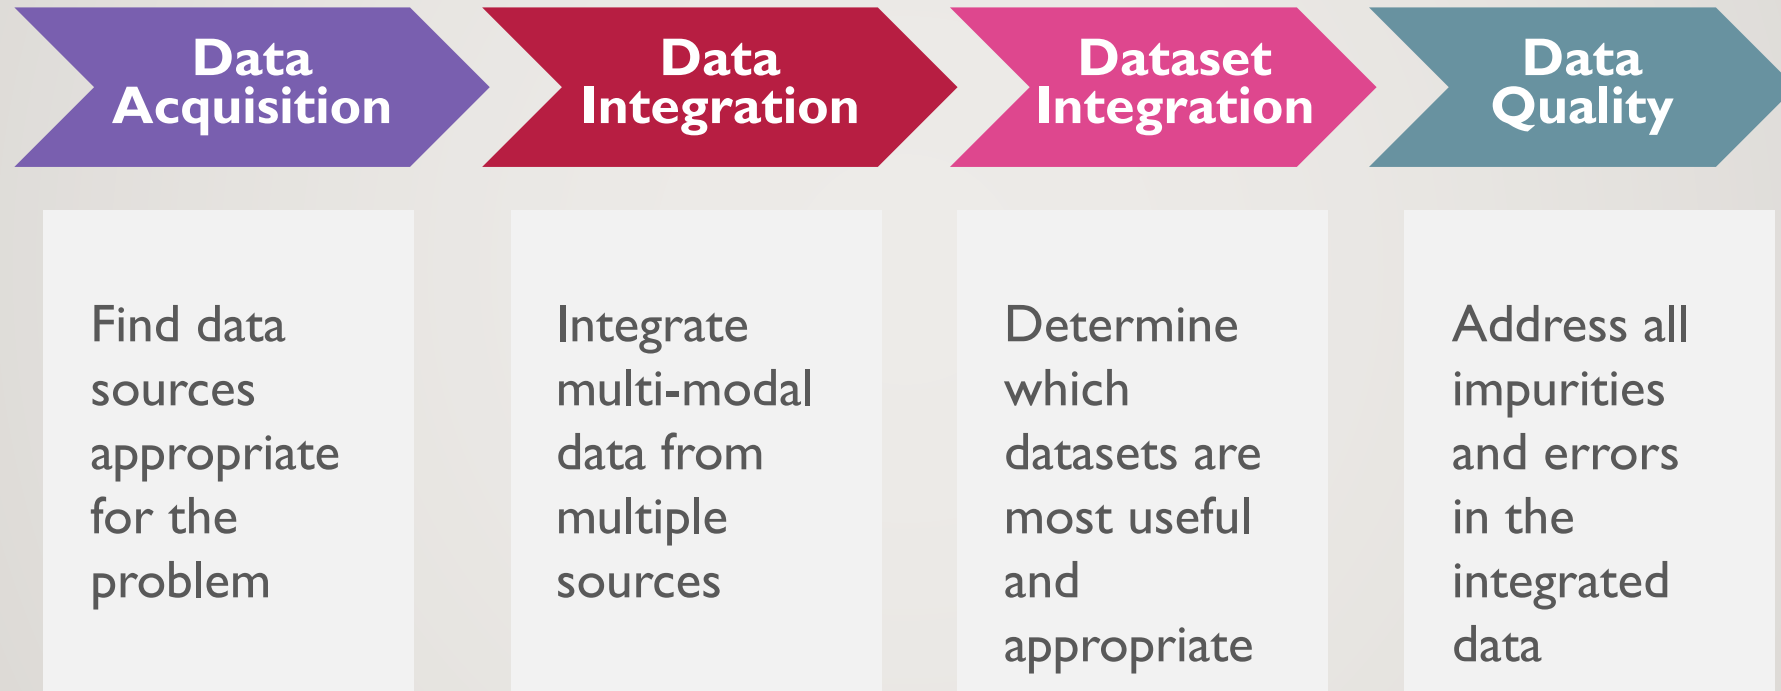 Data
Acquisition
Data
Integration
Dataset
Integration
Data
Quality
Find data
sources
appropriate
for the
problem
Integrate
multi-modal
data from
multiple
sources
Determine
which
datasets are
most useful
and
appropriate
Address all
impurities
and errors
in the
integrated
data